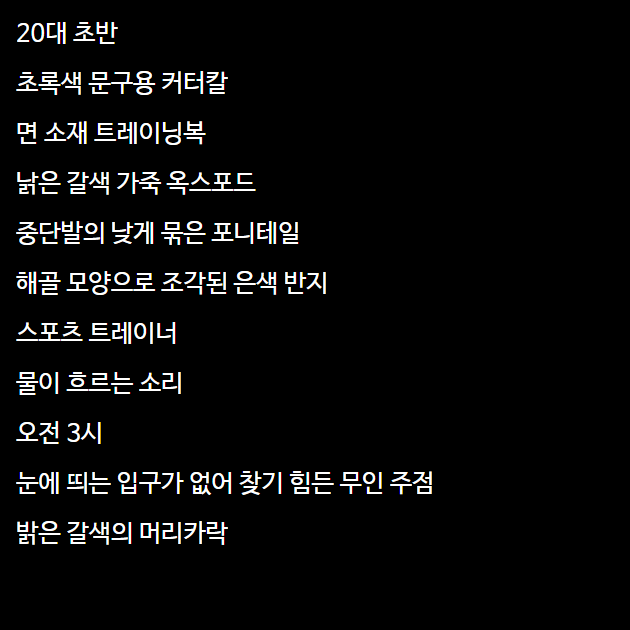 20대 초반
초록색 문구용 커터칼
면 소재 트레이닝복
낡은 갈색 가죽 옥스포드
중단발의 낮게 묶은 포니테일
해골 모양으로 조각된 은색 반지
스포츠 트레이너
물이 흐르는 소리
오전 3시
눈에 띄는 입구가 없어 찾기 힘든 무인 주점
밝은 갈색의 머리카락